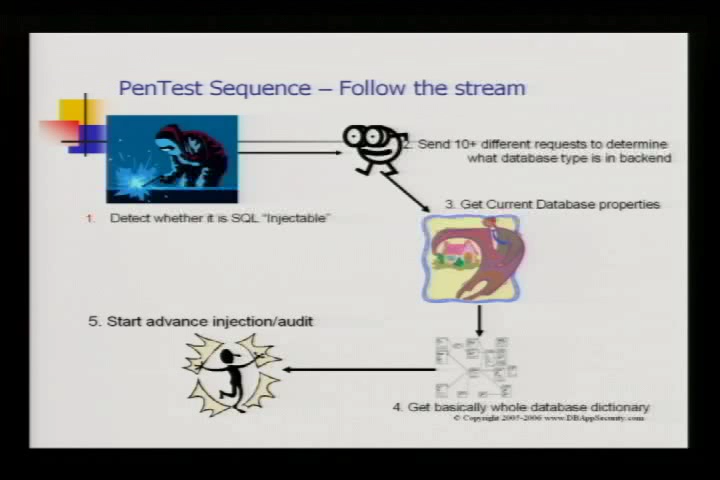 PenTest Sequence – Follow the stream
2. Send 10+ different requests to determine
what database type is in backend
3. Get Current Database properties
1. Detect whether it is SQL "Injectable"
5. Start advance injection/audit
4. Get basically whole database dictionary
© Copyright 2005-2006 www.DBAppSecurity.com